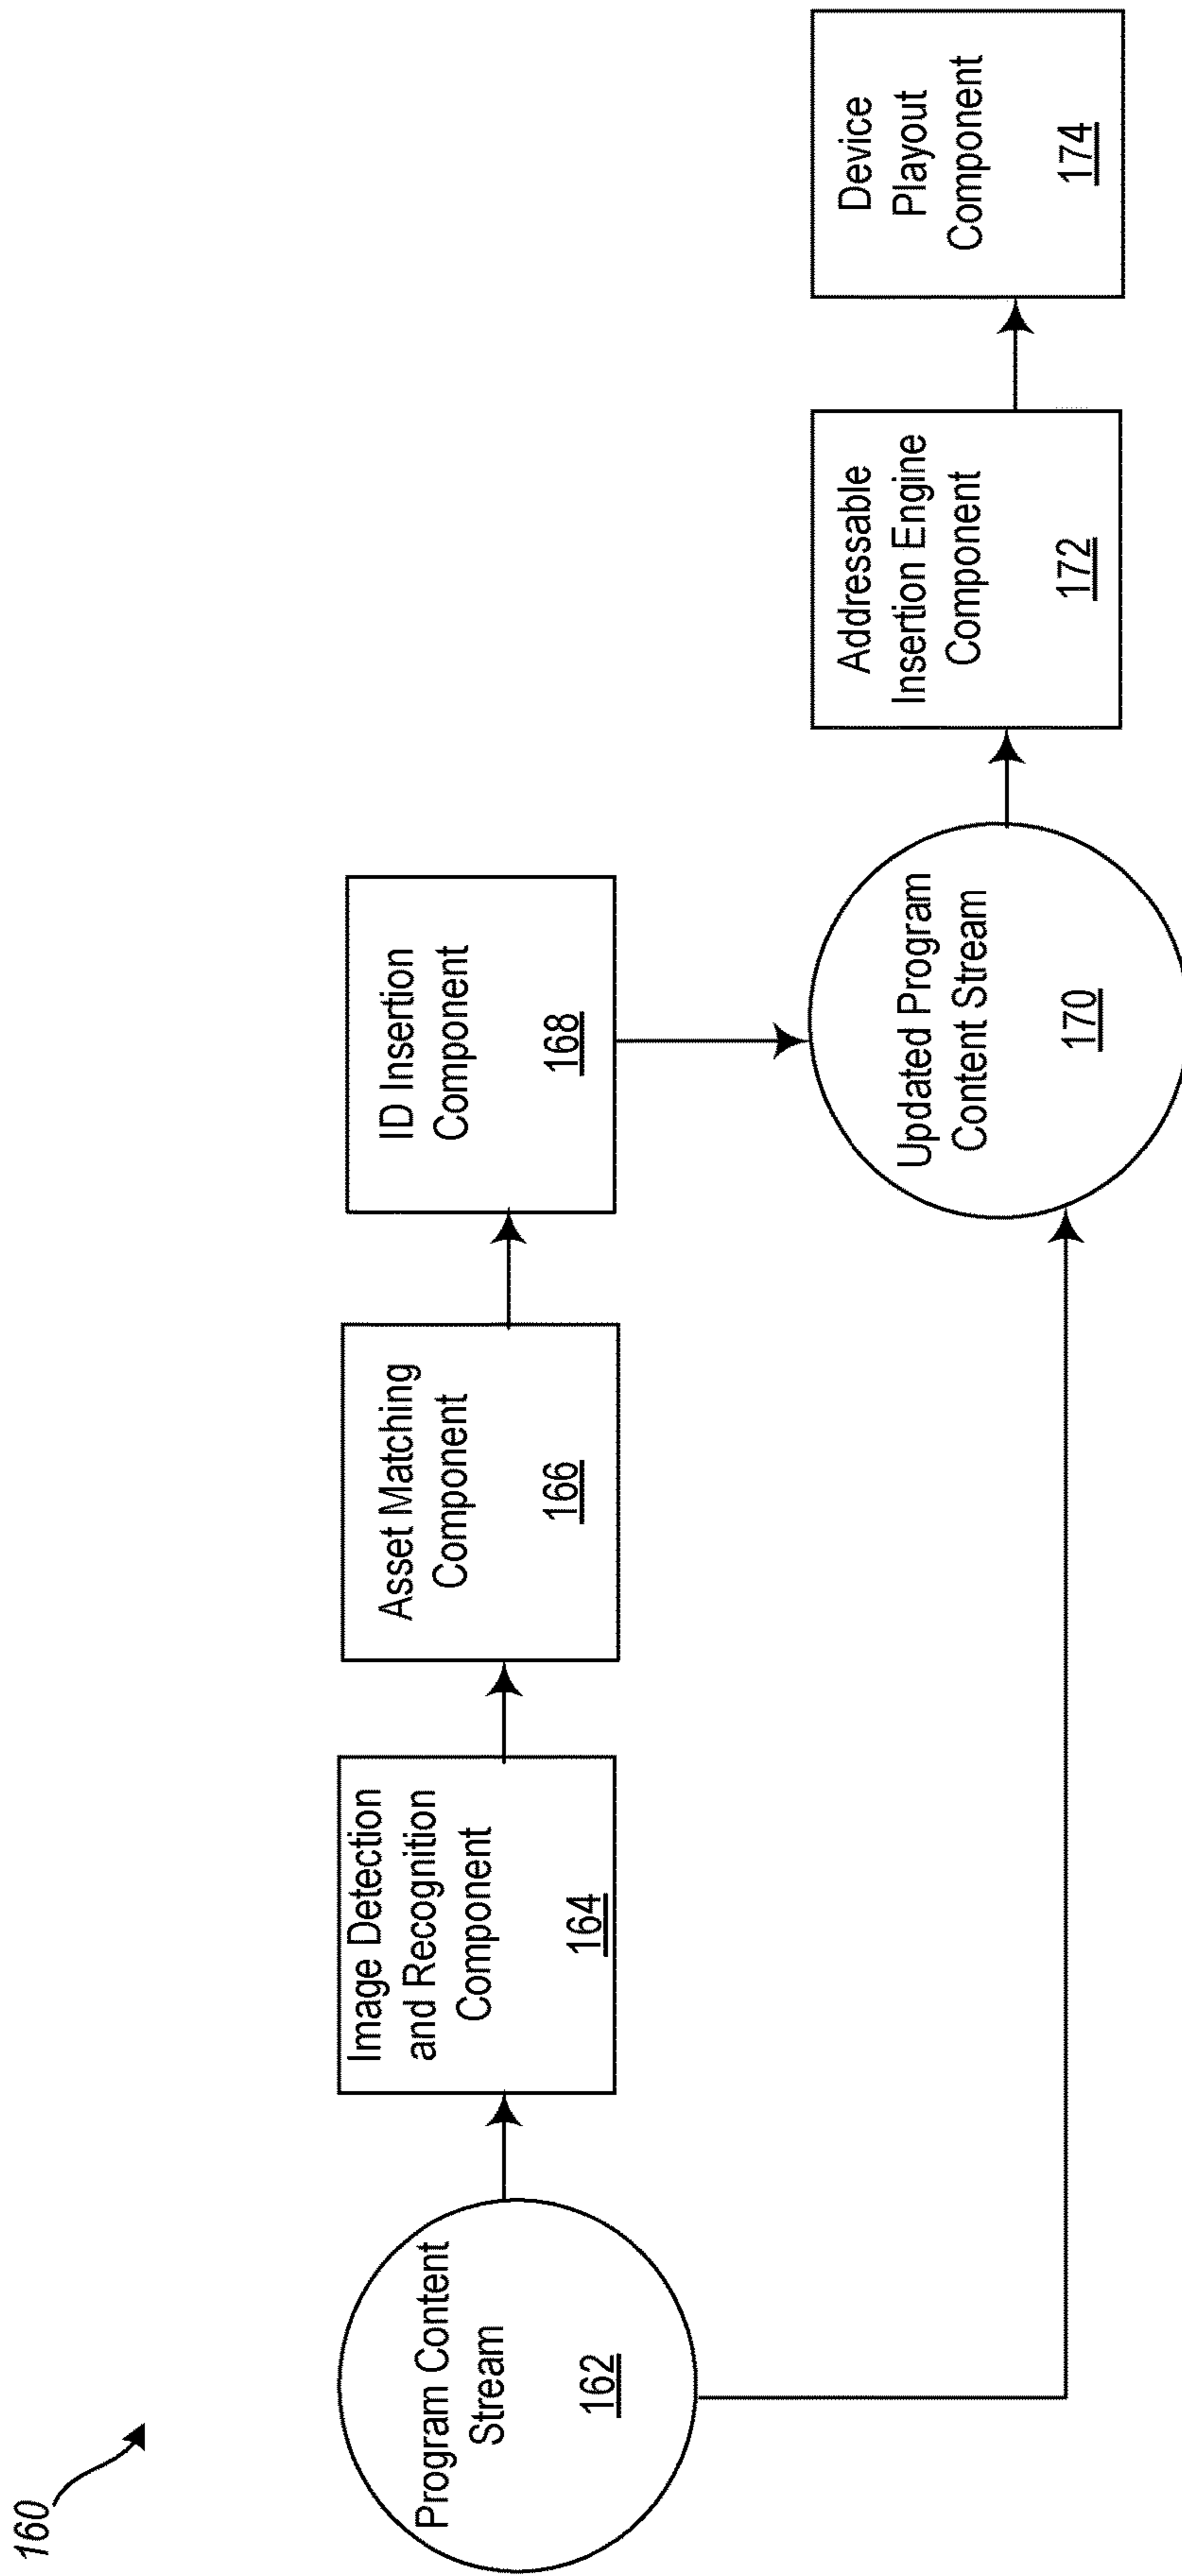 160
Program Content
Stream
162
Image Detection
and Recognition
Component
164
Asset Matching
Component
166
ID Insertion
Component
168
Updated Program
Content Stream
170
Addressable
Insertion Engine
Component
172
Device
Playout
Component
174